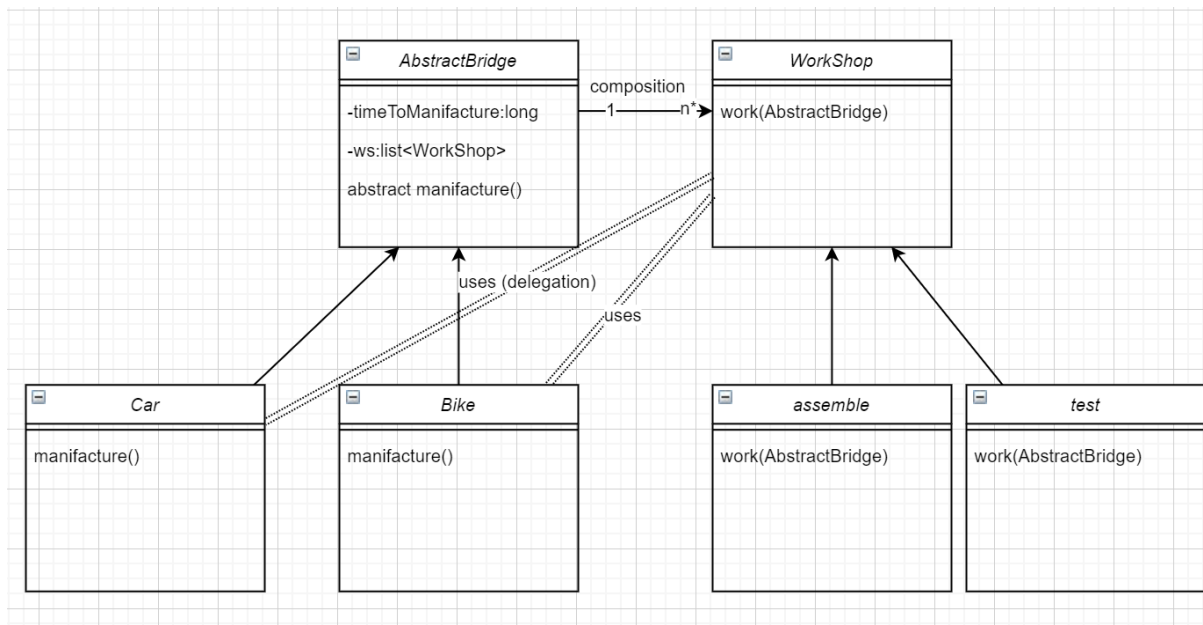 AbstractBridge
-timeToManifacture:long
-ws:list<WorkShop>
abstract manifacture()
composition
1
n*
WorkShop
work(AbstractBridge)
uses (delegation)
uses
Car
manifacture()
Bike
manifacture()
assemble
work(AbstractBridge)
test
work(AbstractBridge)